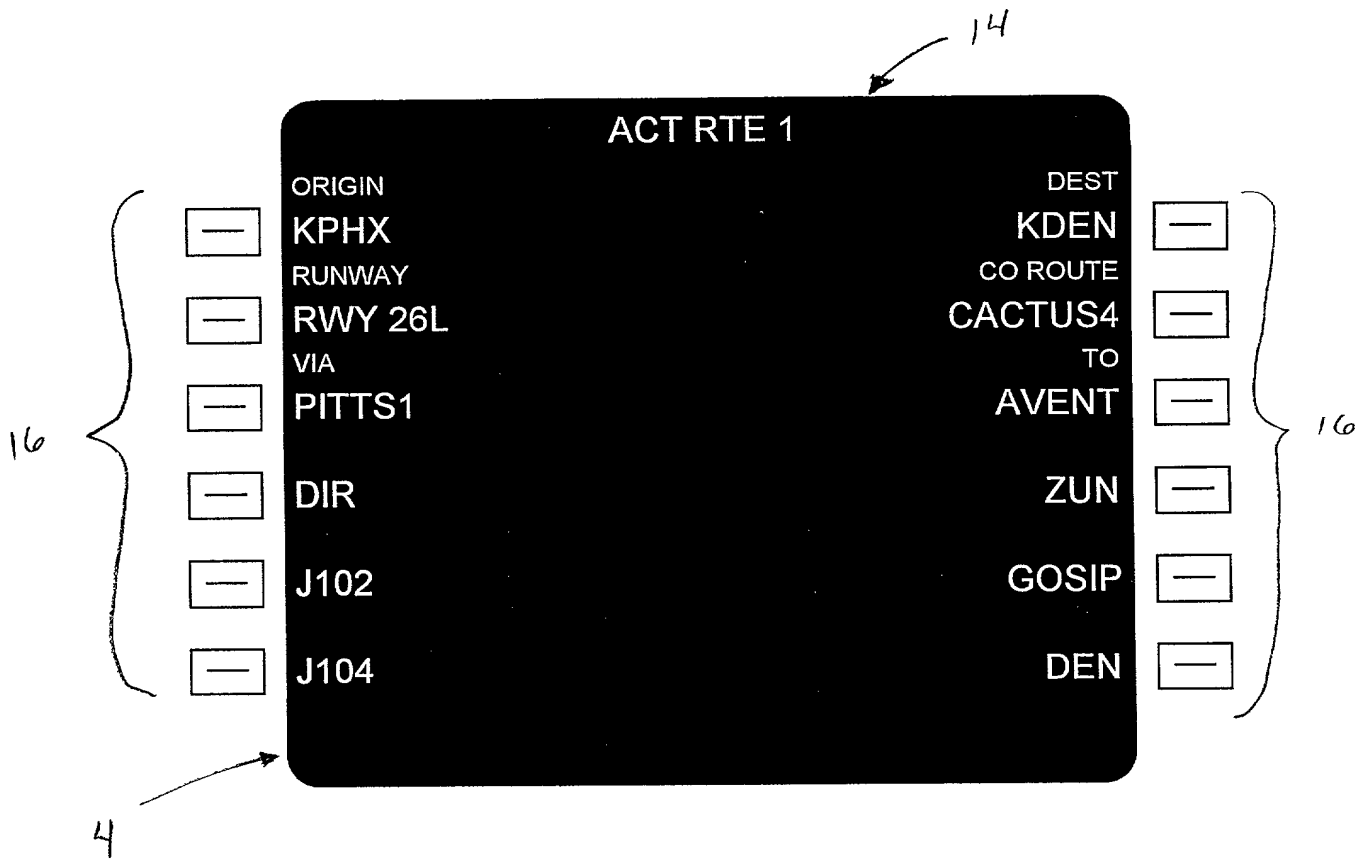 14
ACT RTE 1
ORIGIN DEST
KPHX KDEN
RUNWAY CO ROUTE
RWY 26L CACTUS4
VIA TO
PITTS1 AVENT
16 16
DIR ZUN
J102 GOSIP
J104 DEN
4